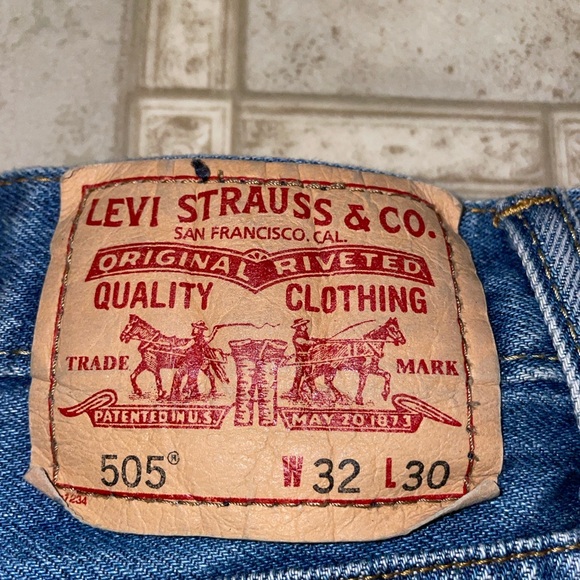 LEVI STRAUSS & CO.
SAN FRANCISCO, CAL.
ORIGINAL RIVETED
QUALITY CLOTHING
TRADE MARK
PATENTED IN U.S. MAY 20 1873
505® W 32 L 30
1234